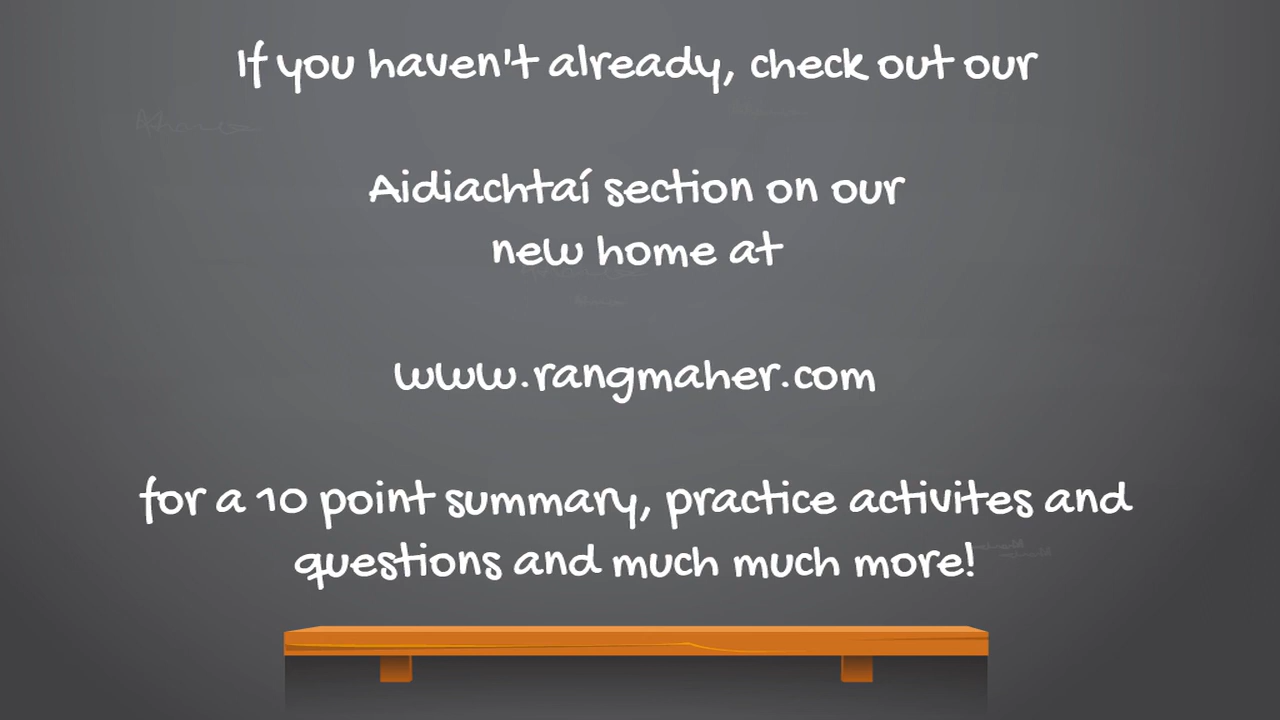 If you haven't already, check out our
Aidiachtaí section on our
new home at
www.rangmaher.com
for a 10 point summary, practice activites and
questions and much much more!